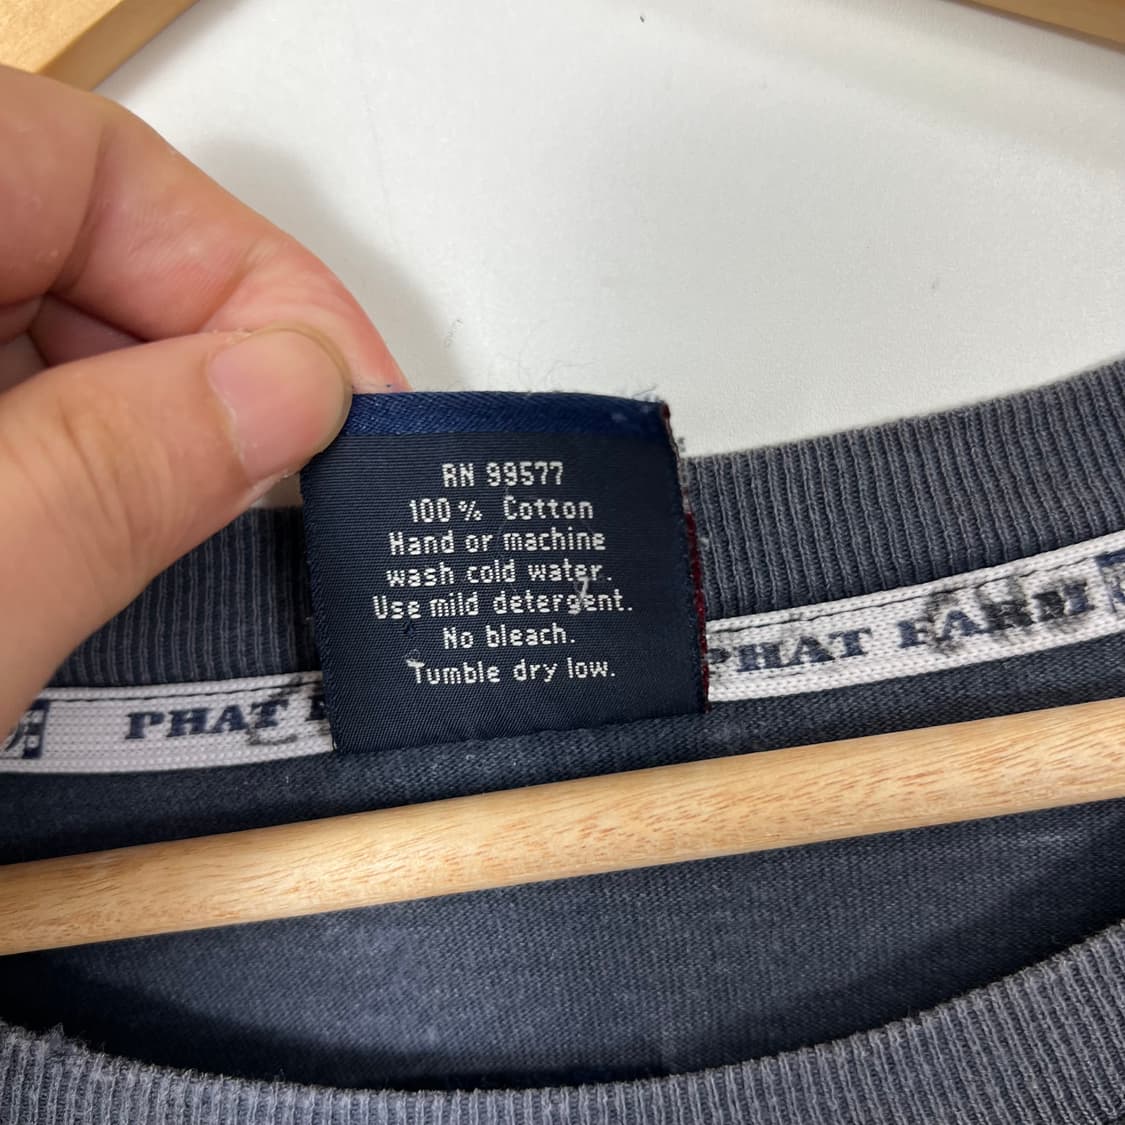 RN 99577
100% Cotton
Hand or machine
wash cold water.
Use mild detergent.
No bleach.
Tumble dry low.
PHAT
PHAT FARM